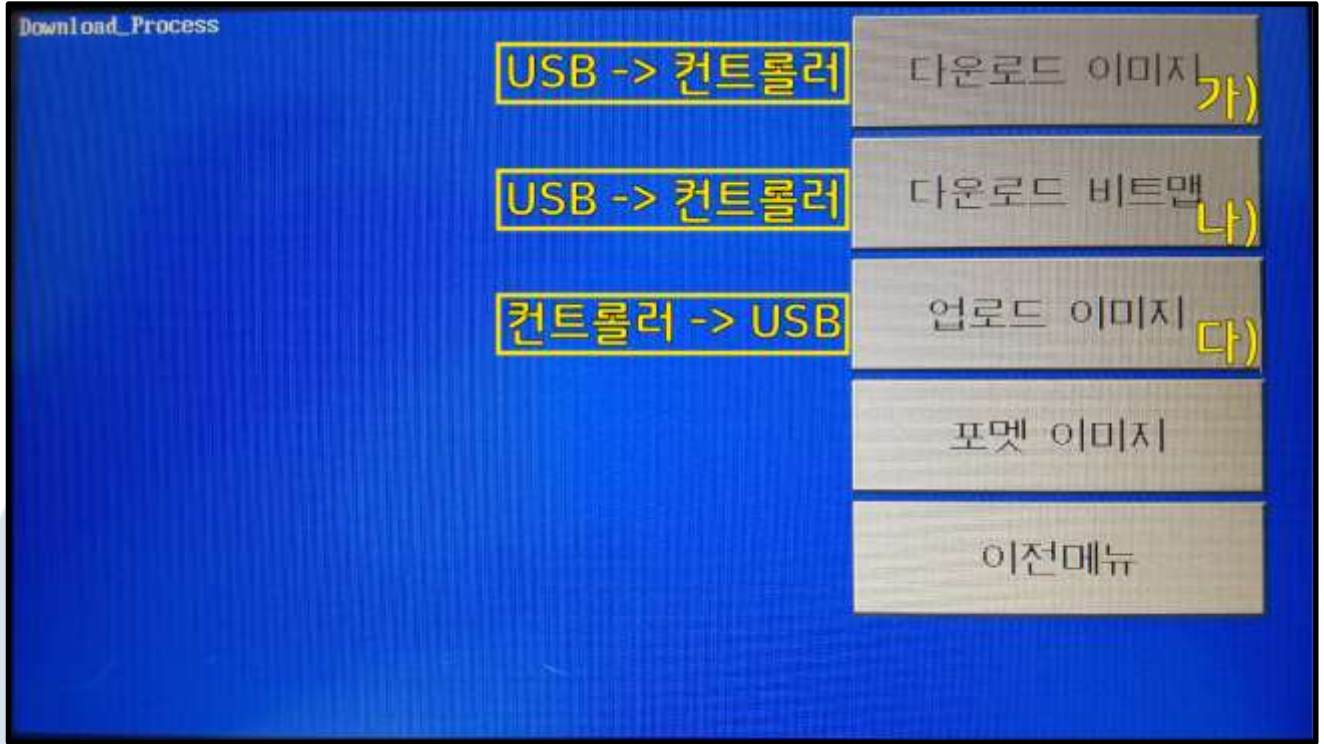 Download_Process
USB -> 컨트롤러
다운로드 이미지
가)
USB -> 컨트롤러
다운로드 비트맵
나)
컨트롤러 -> USB
업로드 이미지
다)
포멧 이미지
이전메뉴